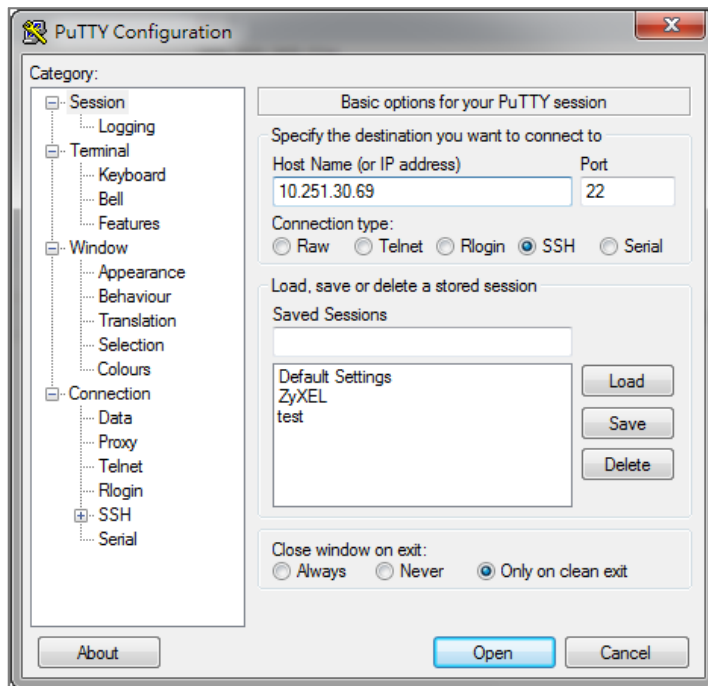 PuTTY Configuration
Category:
Session
Logging
Terminal
Keyboard
Bell
Features
Window
Appearance
Behaviour
Translation
Selection
Colours
Connection
Data
Proxy
Telnet
Rlogin
SSH
Serial
Basic options for your PuTTY session
Specify the destination you want to connect to
Host Name (or IP address) Port
10.251.30.69 22
Connection type:
Raw Telnet Rlogin SSH Serial
Load, save or delete a stored session
Saved Sessions
Default Settings
ZyXEL
test
Load
Save
Delete
Close window on exit:
Always Never Only on clean exit
About Open Cancel